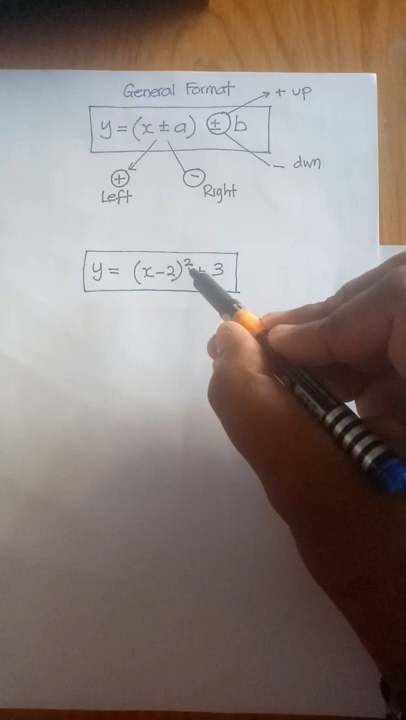 General Format
+ up
y = (x ± a) ± b
- dwn
+ -
Left Right
y = (x-2)² + 3